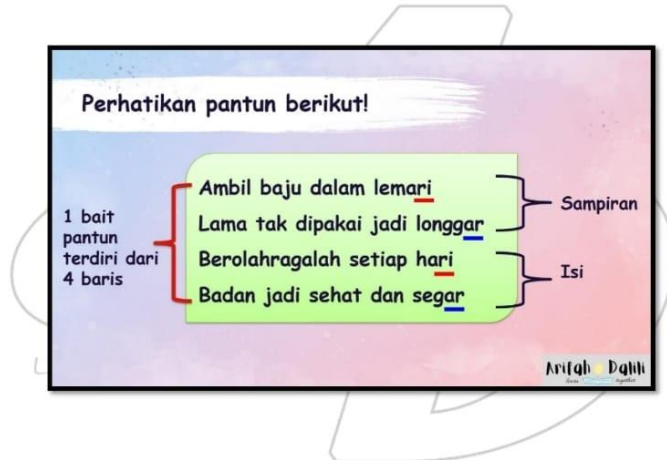 Perhatikan pantun berikut!
1 bait
pantun
terdiri dari
4 baris
Ambil baju dalam lemari
Lama tak dipakai jadi longgar
Berolahragalah setiap hari
Badan jadi sehat dan segar
Sampiran
Isi
Arifah Dalili